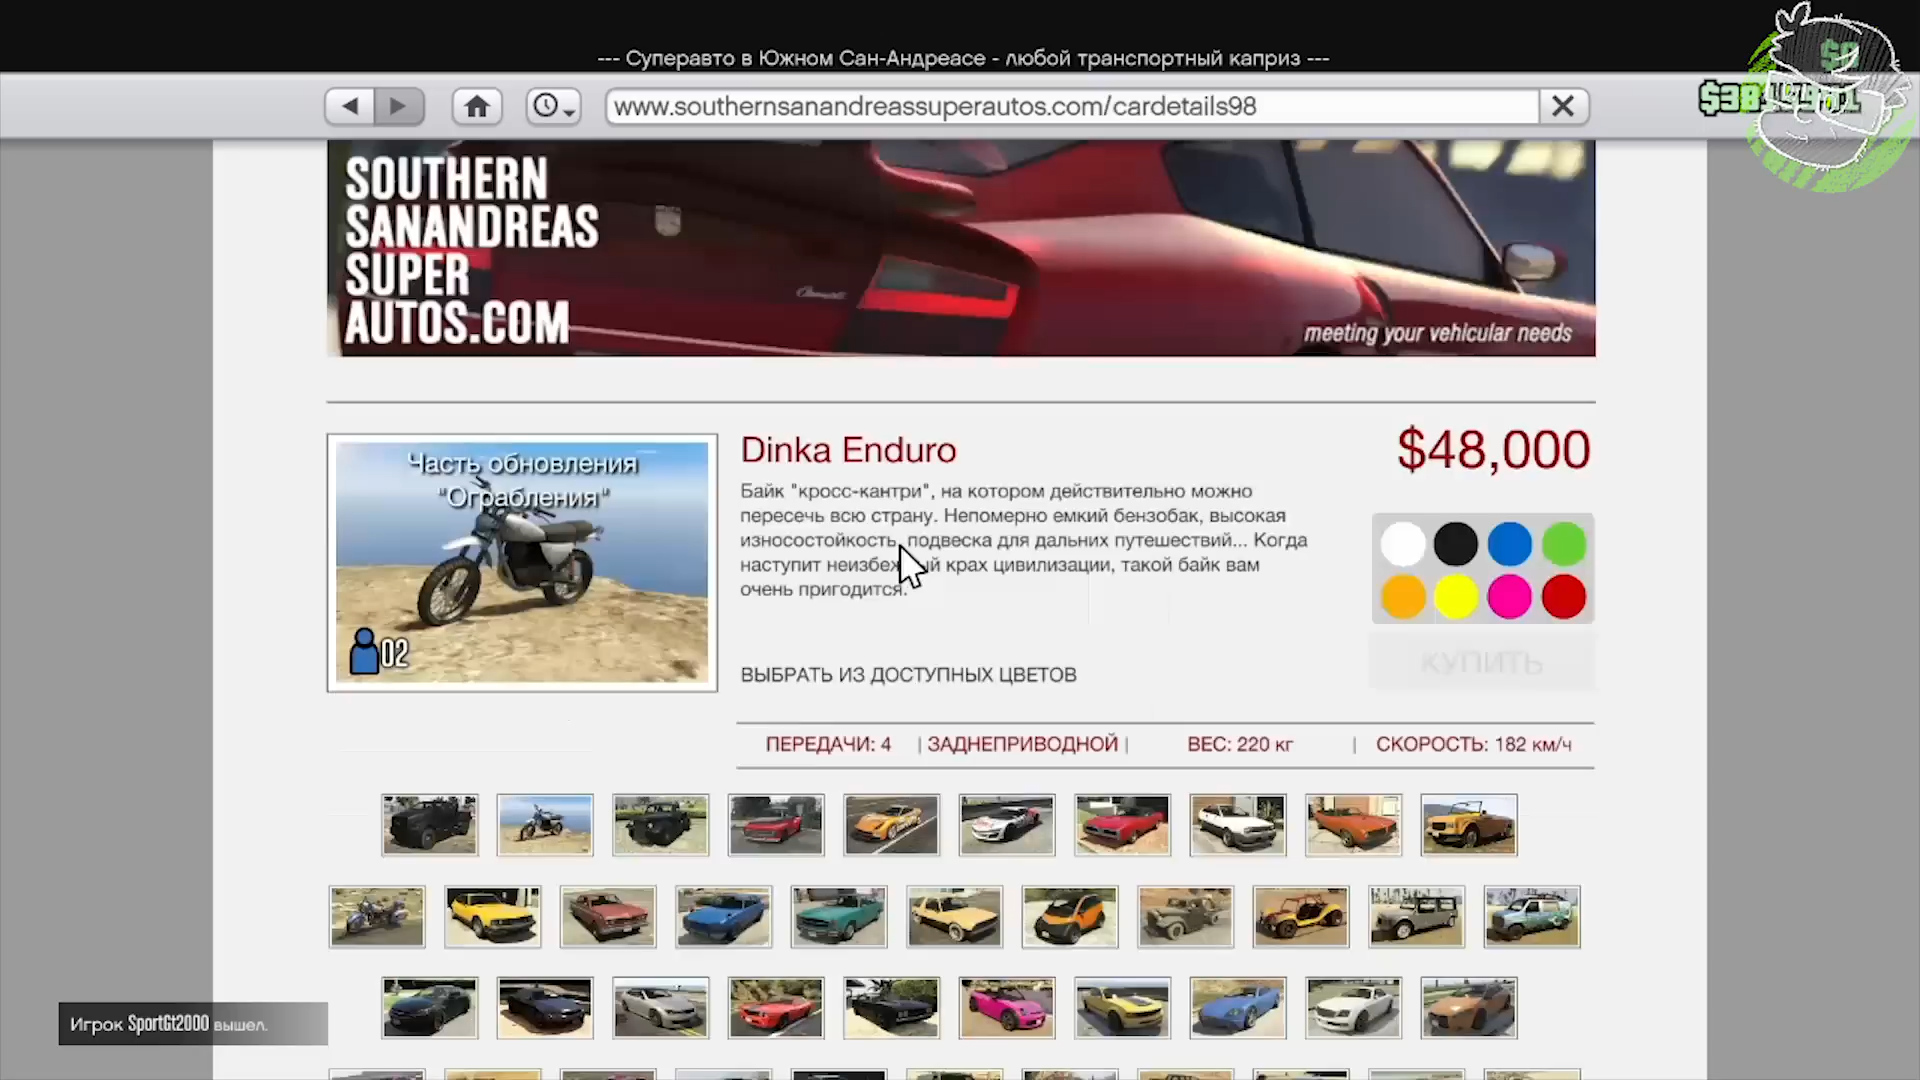 --- Суперавто в Южном Сан-Андреасе - любой транспортный каприз ---
www.southernsanandreassuperautos.com/cardetails98
SOUTHERN
SANANDREAS
SUPER
AUTOS.COM
meeting your vehicular needs
Часть обновления
"Ограбления"
02
Dinka Enduro
$48,000
Байк "кросс-кантри", на котором действительно можно
пересечь всю страну. Непомерно емкий бензобак, высокая
износостойкость, подвеска для дальних путешествий... Когда
наступит крах цивилизации, такой байк вам
очень пригодится.
ВЫБРАТЬ ИЗ ДОСТУПНЫХ ЦВЕТОВ
КУПИТЬ
ПЕРЕДАЧИ: 4 | ЗАДНЕПРИВОДНОЙ | ВЕС: 220 кг | СКОРОСТЬ: 182 км/ч
Игрок SportGt2000 вышел.